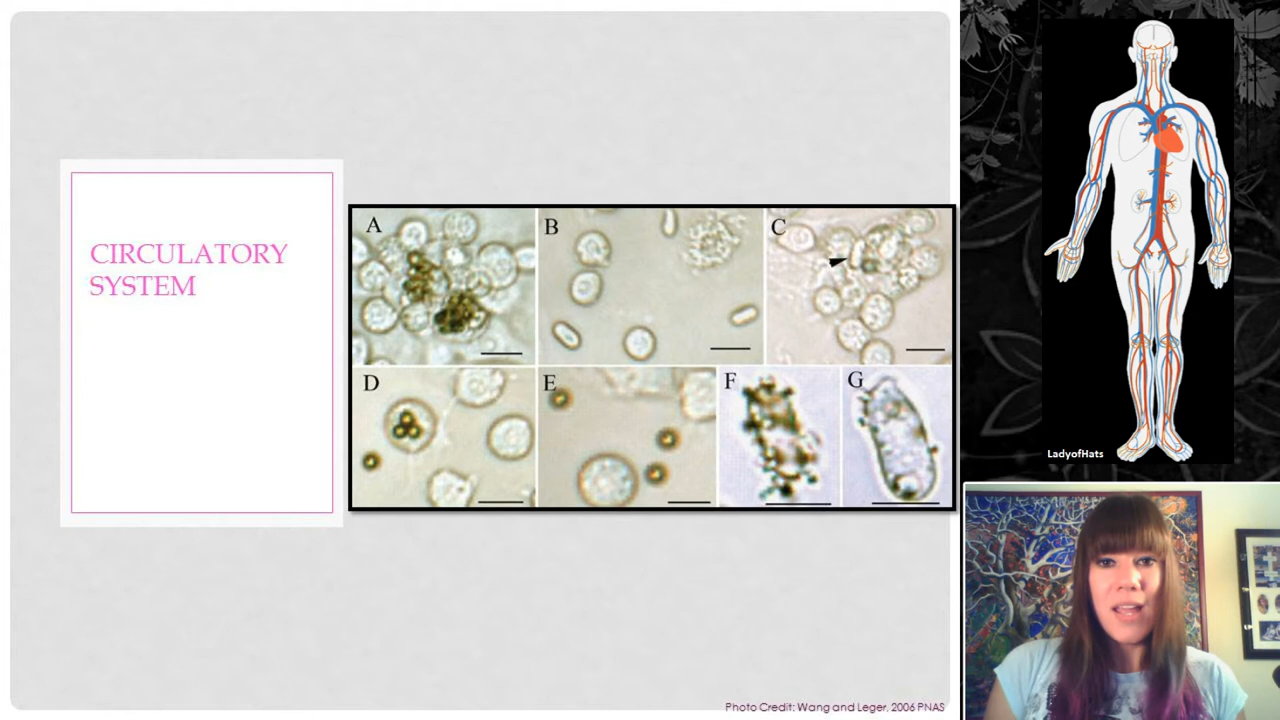 CIRCULATORY
SYSTEM
A
B
C
D
E
F
G
Photo Credit: Wang and Leger, 2006 PNAS
LadyofHats